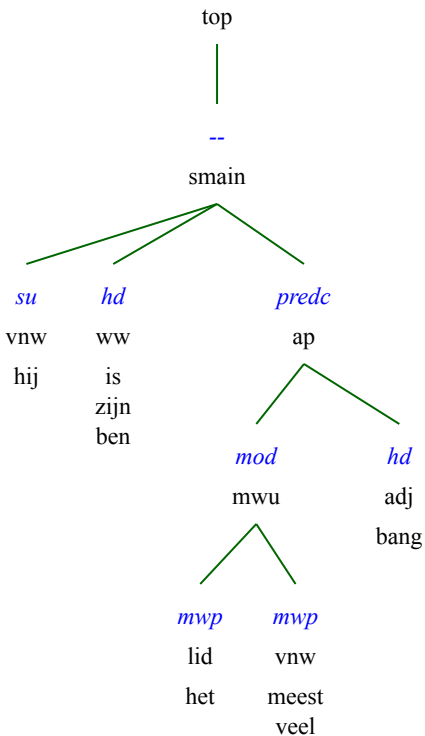 top
--
smain
su hd predc
vnw ww ap
hij is
zijn
ben
mod hd
mwu adj
bang
mwp mwp
lid vnw
het meest
veel